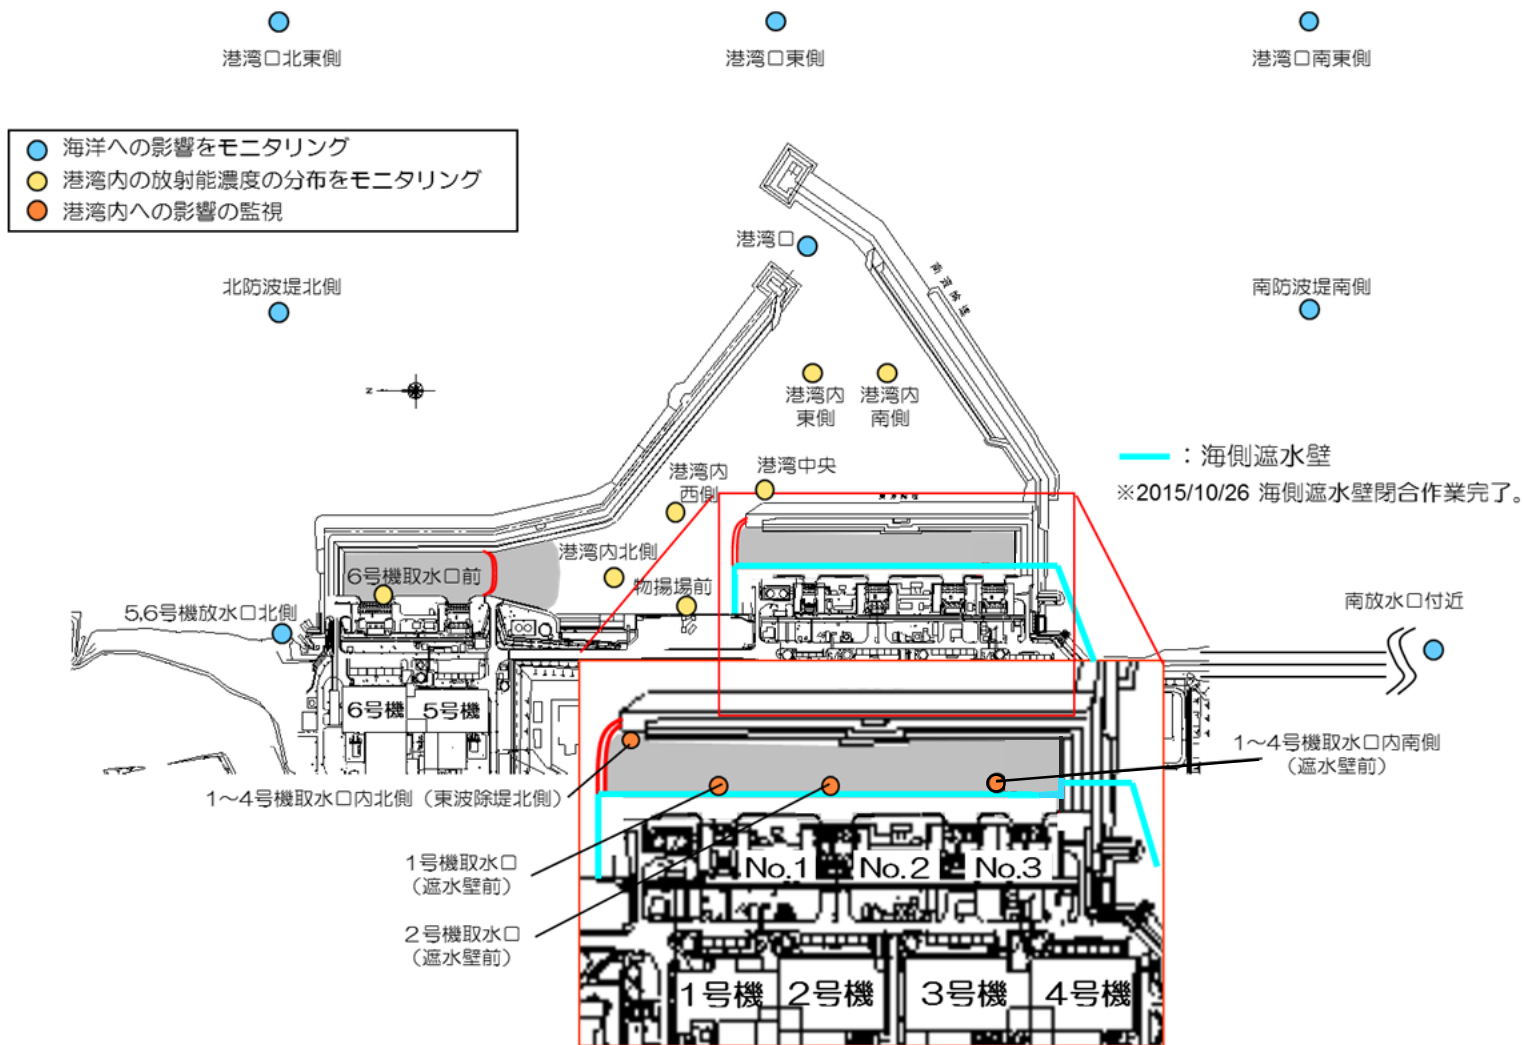 港湾口北東側
港湾口東側
港湾口南東側
海洋への影響をモニタリング
港湾内の放射能濃度の分布をモニタリング
港湾内への影響の監視
港湾口
北防波堤北側
南防波堤南側
N
港湾内
東側
港湾内
南側
:海側遮水壁
※2015/10/26 海側遮水壁閉合作業完了。
港湾中央
港湾内
西側
港湾内北側
物揚場前
6号機取水口前
5,6号機放水口北側
南放水口付近
6号機
5号機
1~4号機取水口内南側
(遮水壁前)
1~4号機取水口内北側(東波除堤北側)
1号機取水口
(遮水壁前)
No.1
No.2
No.3
2号機取水口
(遮水壁前)
1号機
2号機
3号機
4号機